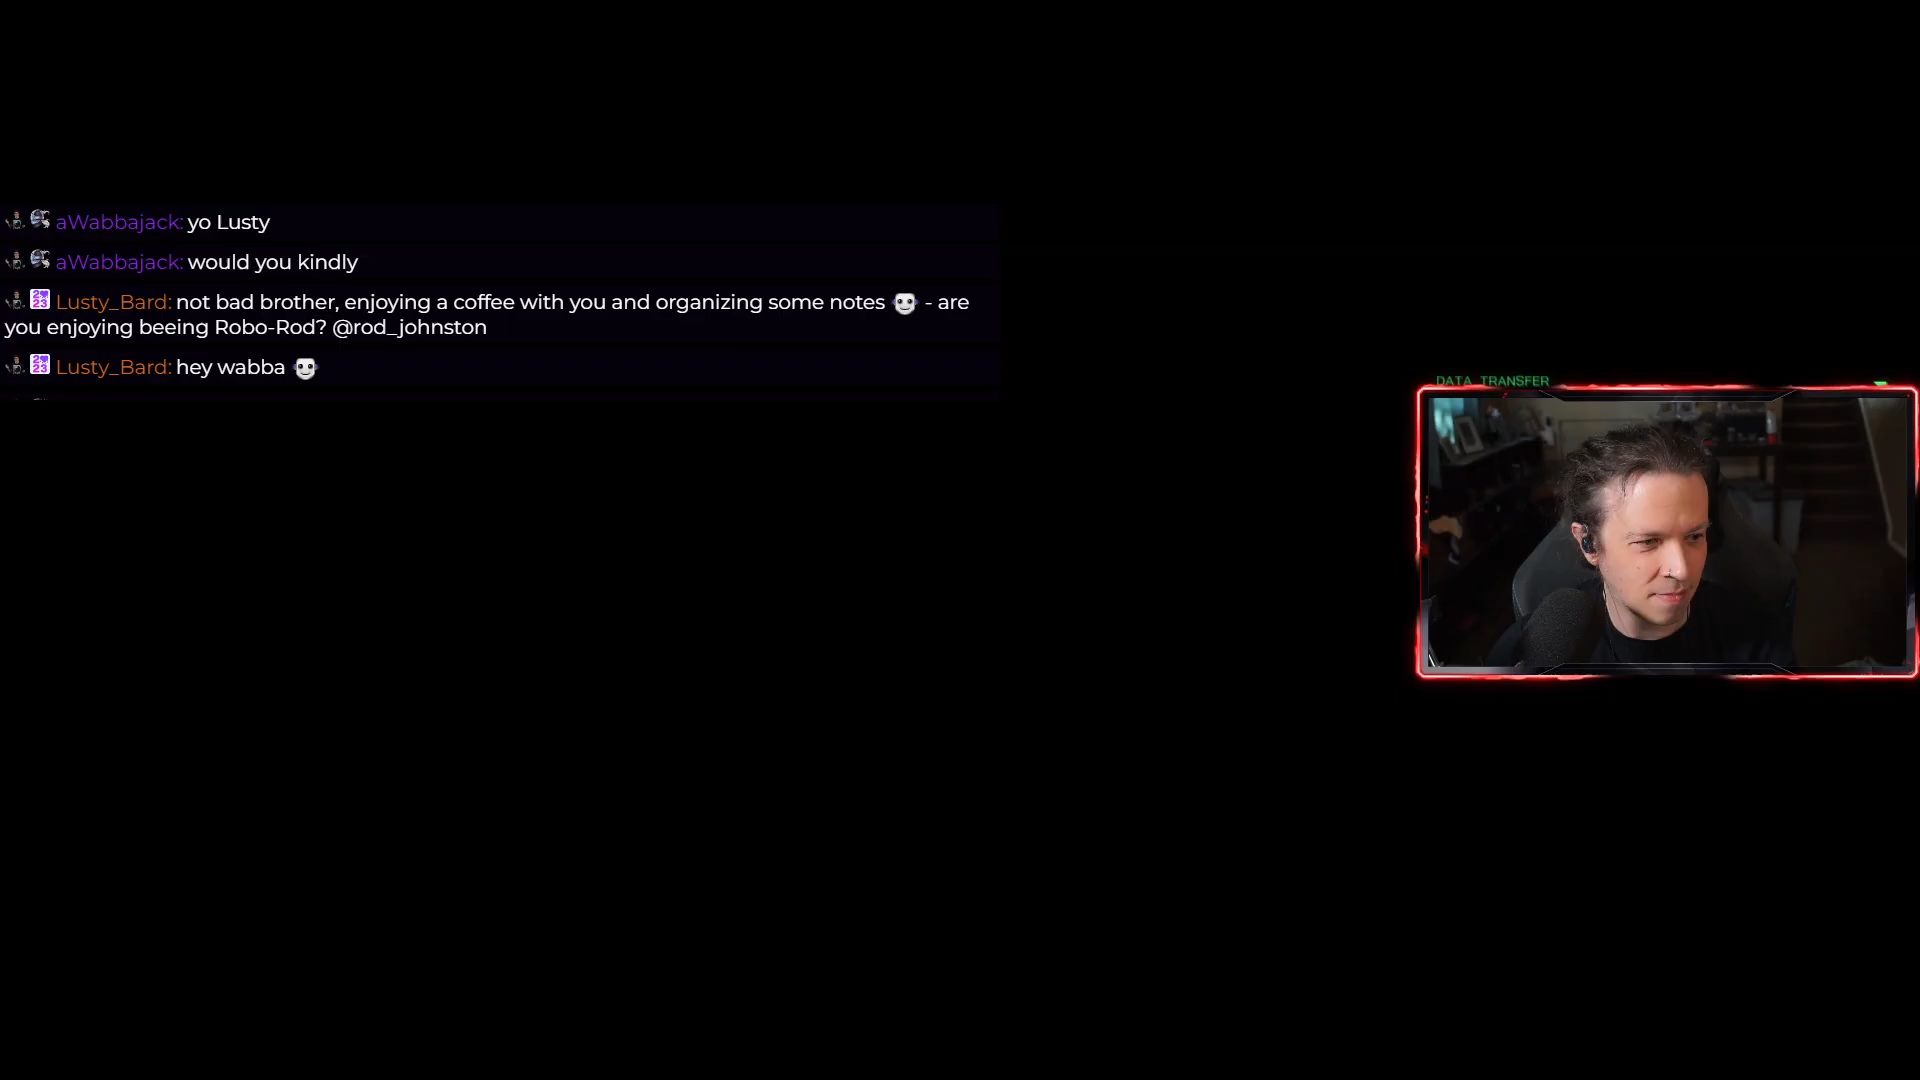 aWabbajack: yo Lusty
aWabbajack: would you kindly
Lusty_Bard: not bad brother, enjoying a coffee with you and organizing some notes - are
you enjoying beeing Robo-Rod? @rod_johnston
Lusty_Bard: hey wabba
DATA TRANSFER